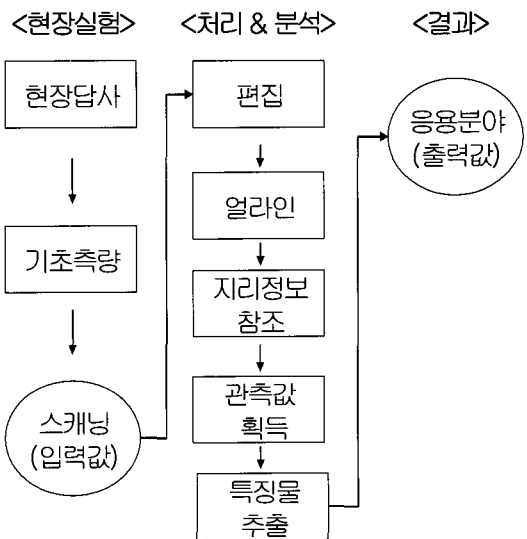 <현장실험> <처리 & 분석> <결과>
현장답사
기초측량
스캐닝
(입력값)
편집
얼라인
지리정보
참조
관측값
획득
특징물
추출
응용분야
(출력값)